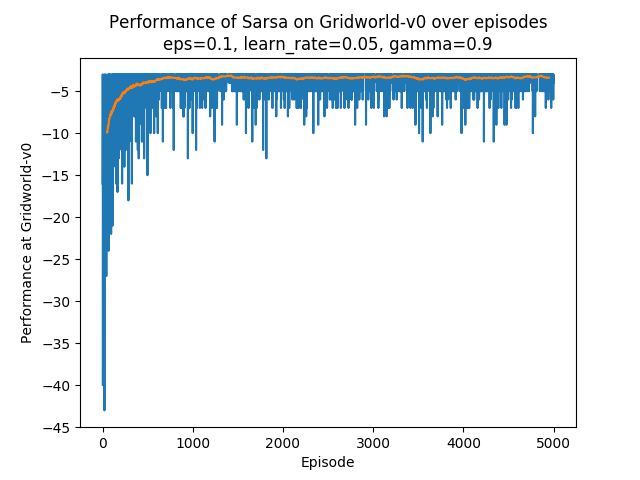 Performance of Sarsa on Gridworld-v0 over episodes
eps=0.1, learn_rate=0.05, gamma=0.9
Performance at Gridworld-v0
−5
−10
−15
−20
−25
−30
−35
−40
−45
0 1000 2000 3000 4000 5000
Episode